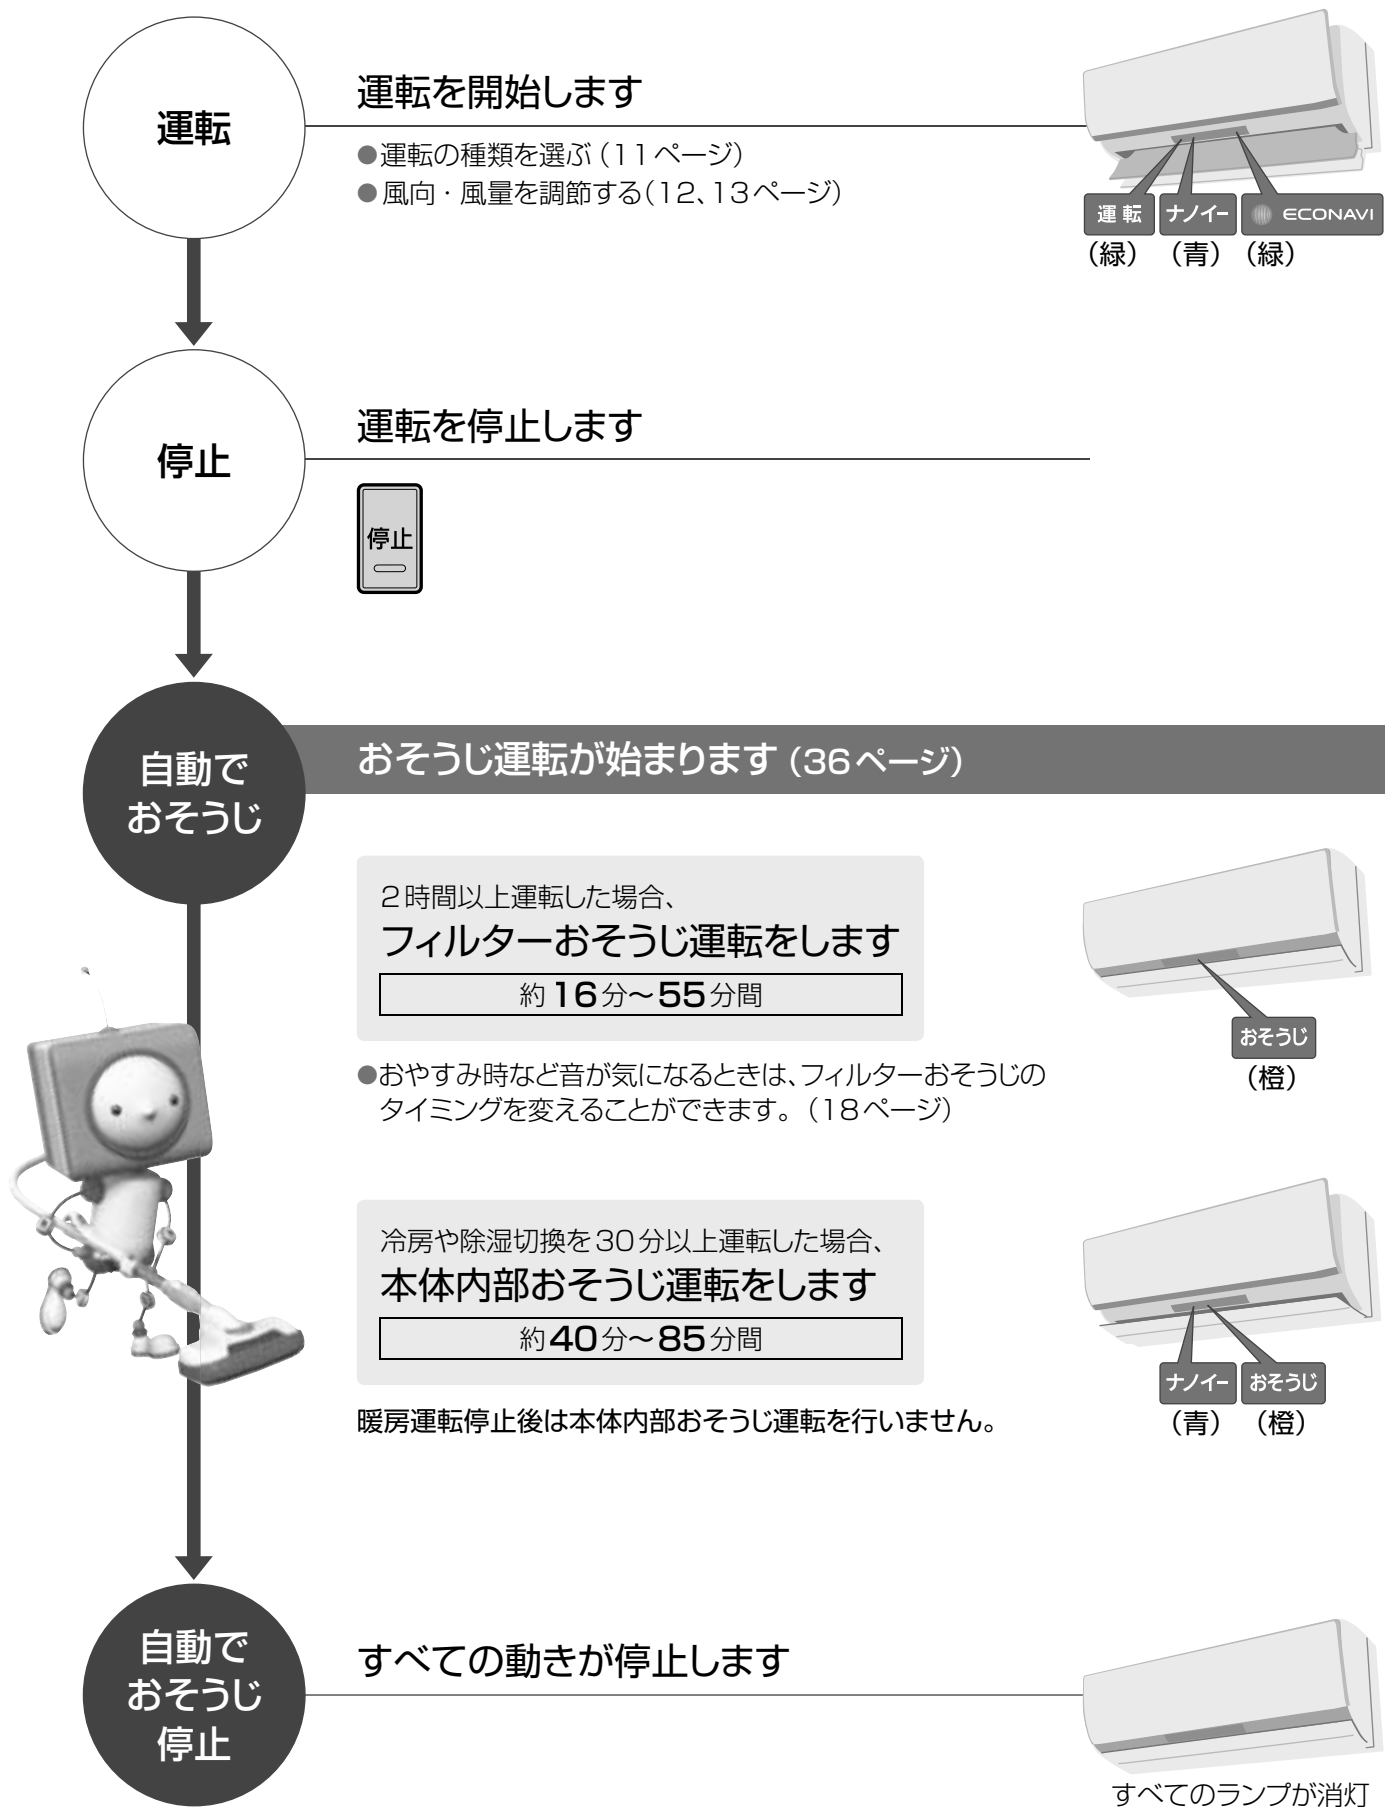 運転
運転を開始します
●運転の種類を選ぶ（11ページ）
●風向・風量を調節する（12、13ページ）
運転 ナノイー ECONAVI
（緑）（青）（緑）
停止
運転を停止します
停止
自動で
おそうじ
おそうじ運転が始まります（36ページ）
2時間以上運転した場合、
フィルターおそうじ運転をします
約16分～55分間
おそうじ
（橙）
●おやすみ時など音が気になるときは、フィルターおそうじの
タイミングを変えることができます。（18ページ）
冷房や除湿切換を30分以上運転した場合、
本体内部おそうじ運転をします
約40分～85分間
ナノイー おそうじ
（青）（橙）
暖房運転停止後は本体内部おそうじ運転を行いません。
自動で
おそうじ
停止
すべての動きが停止します
すべてのランプが消灯